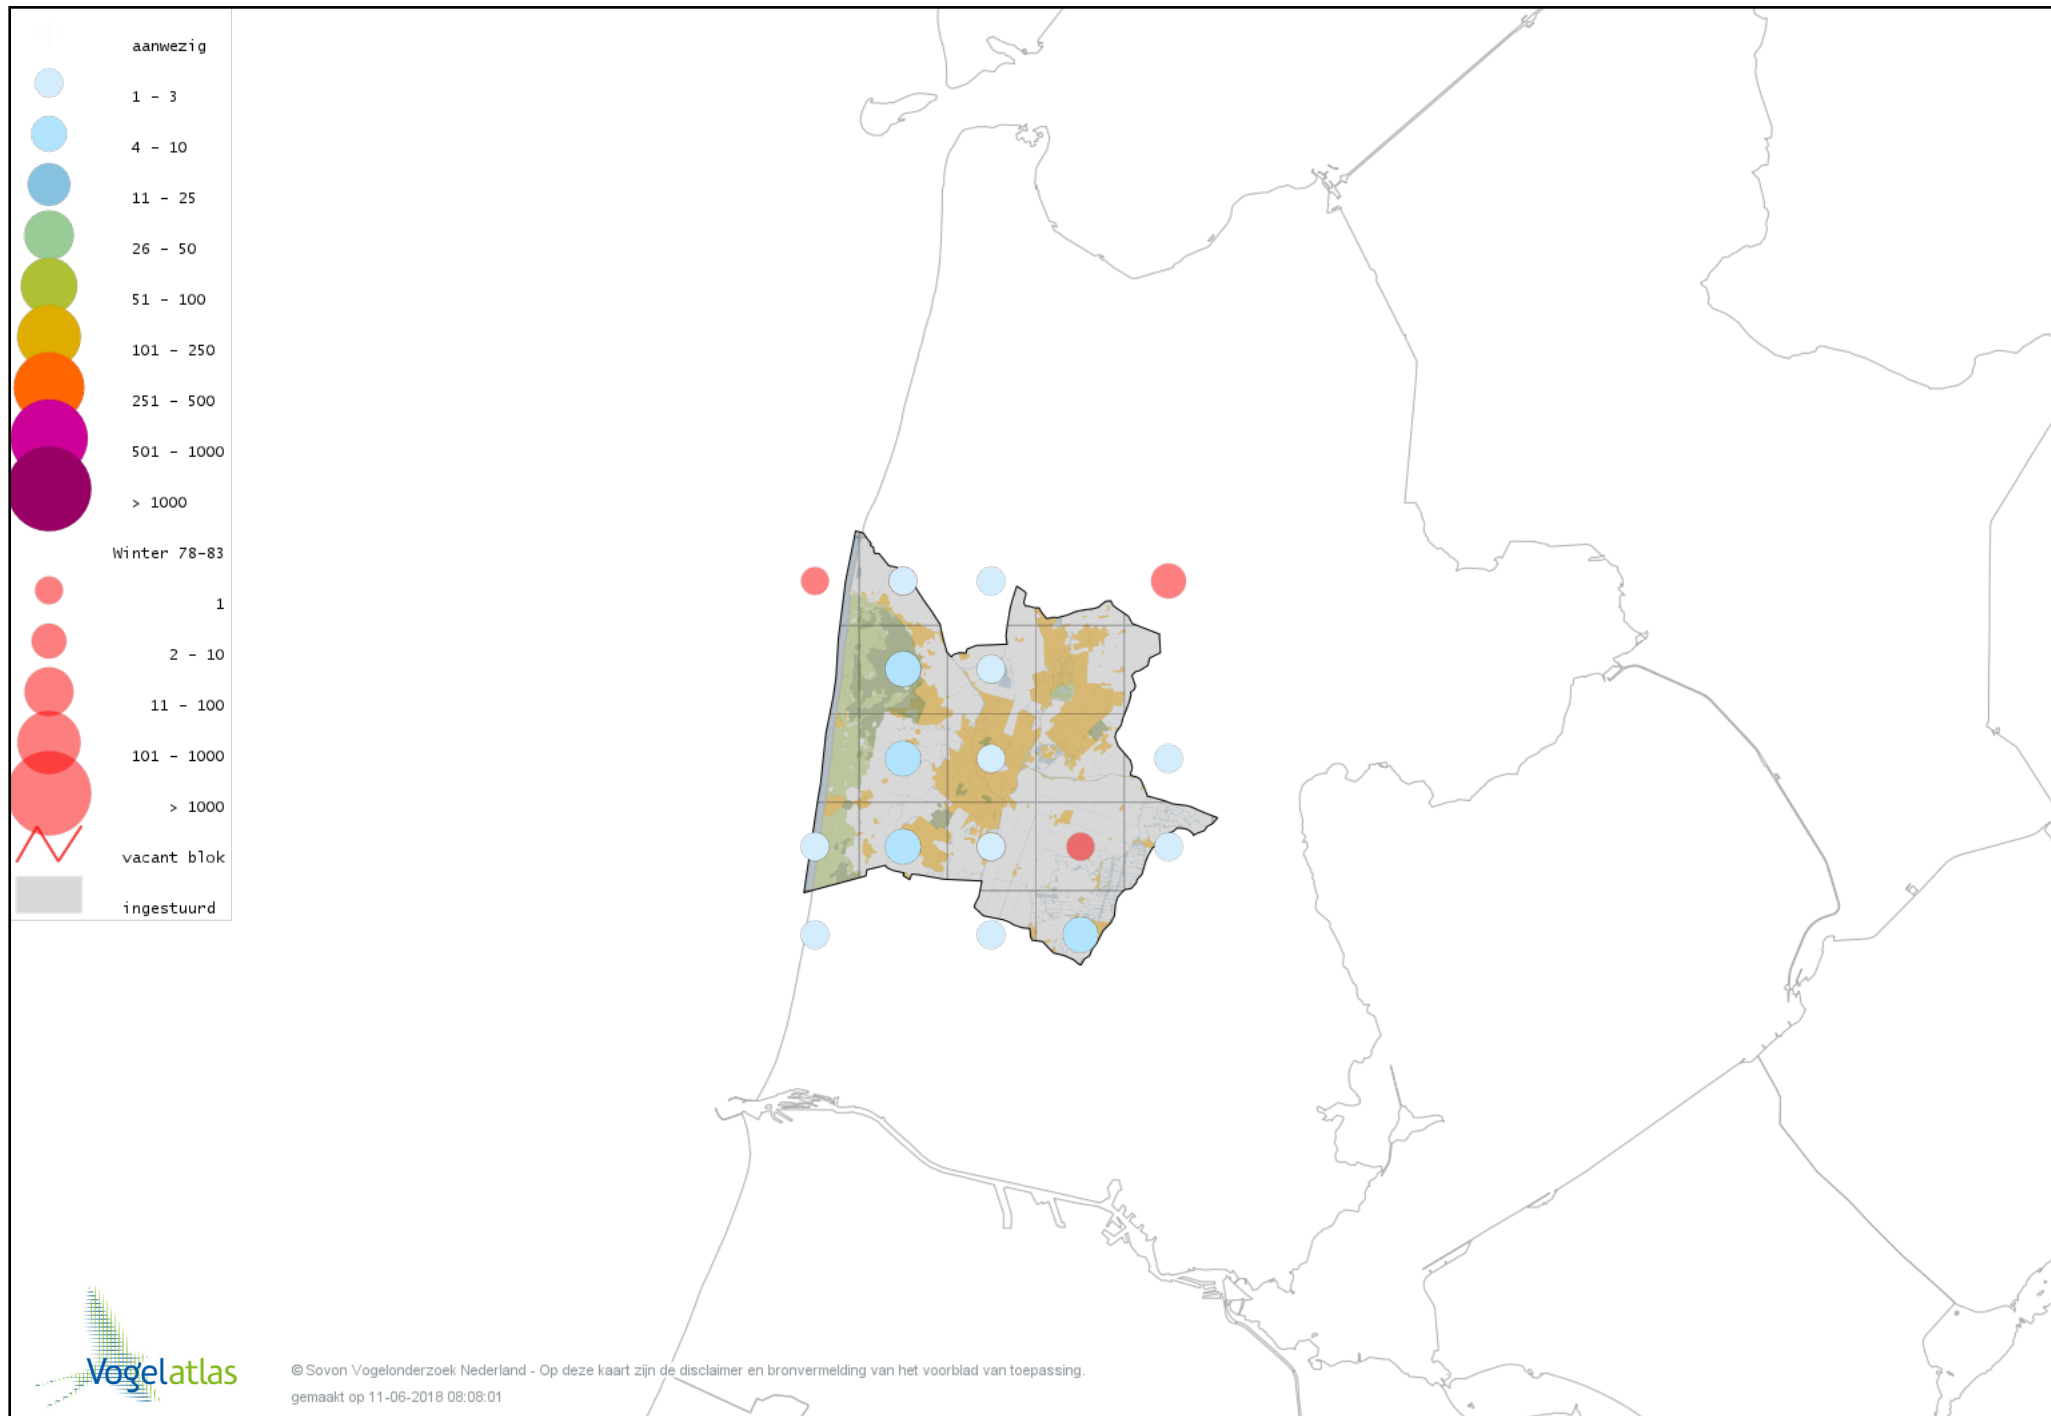 aanwezig
1 - 3
4 - 10
11 - 25
26 - 50
51 - 100
101 - 250
251 - 500
501 - 1000
> 1000
Winter 78-83
1
2 - 10
11 - 100
101 - 1000
> 1000
vacant blok
ingestuurd
Vogelatlas
© Sovon Vogelonderzoek Nederland - Op deze kaart zijn de disclaimer en bronvermelding van het voorblad van toepassing.
gemaakt op 11-06-2018 08:08:01